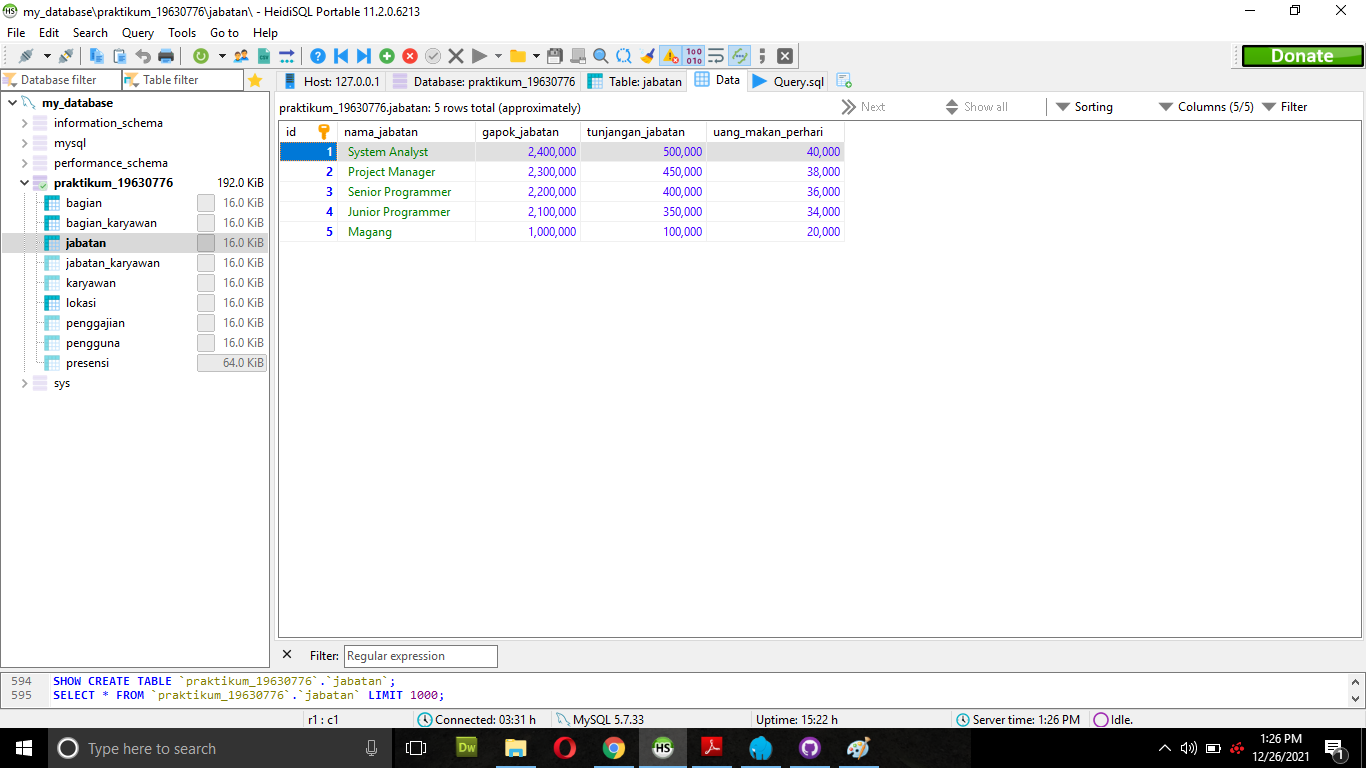 my_database\praktikum_19630776\jabatan\ - HeidiSQL Portable 11.2.0.6213
File Edit Search Query Tools Go to Help
Donate
Database filter Table filter
Host: 127.0.0.1 Database: praktikum_19630776 Table: jabatan Data Query.sql
praktikum_19630776.jabatan: 5 rows total (approximately) Next Show all Sorting Columns (5/5) Filter
my_database
information_schema
mysql
performance_schema
praktikum_19630776 192.0 KiB
bagian 16.0 KiB
bagian_karyawan 16.0 KiB
jabatan 16.0 KiB
jabatan_karyawan 16.0 KiB
karyawan 16.0 KiB
lokasi 16.0 KiB
penggajian 16.0 KiB
pengguna 16.0 KiB
presensi 64.0 KiB
sys
id nama_jabatan gapok_jabatan tunjangan_jabatan uang_makan_perhari
1 System Analyst 2,400,000 500,000 40,000
2 Project Manager 2,300,000 450,000 38,000
3 Senior Programmer 2,200,000 400,000 36,000
4 Junior Programmer 2,100,000 350,000 34,000
5 Magang 1,000,000 100,000 20,000
Filter: Regular expression
594 SHOW CREATE TABLE `praktikum_19630776`.`jabatan`;
595 SELECT * FROM `praktikum_19630776`.`jabatan` LIMIT 1000;
r1 : c1 Connected: 03:31 h MySQL 5.7.33 Uptime: 15:22 h Server time: 1:26 PM Idle.
Type here to search
Dw
HS
1:26 PM
12/26/2021
1